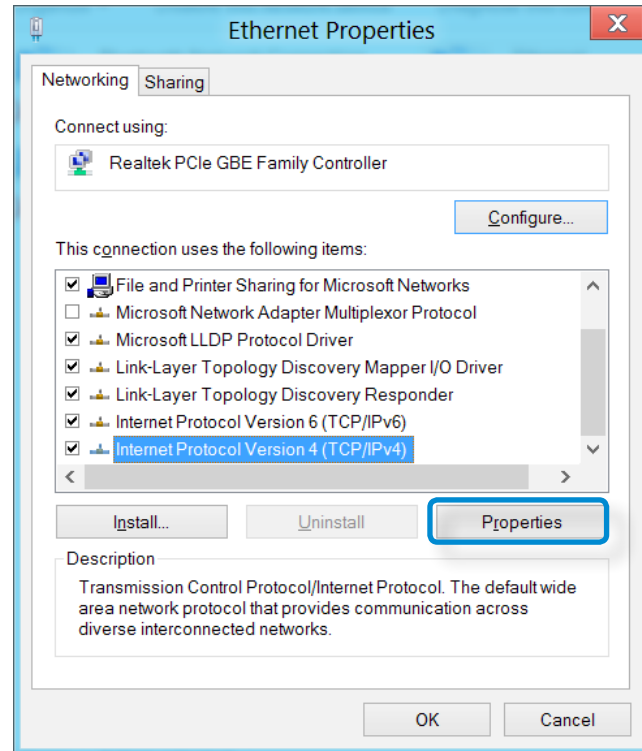 Ethernet Properties
X
Networking
Sharing
Connect using:
Realtek PCIe GBE Family Controller
Configure...
This connection uses the following items:
File and Printer Sharing for Microsoft Networks
Microsoft Network Adapter Multiplexor Protocol
Microsoft LLDP Protocol Driver
Link-Layer Topology Discovery Mapper I/O Driver
Link-Layer Topology Discovery Responder
Internet Protocol Version 6 (TCP/IPv6)
Internet Protocol Version 4 (TCP/IPv4)
Install...
Uninstall
Properties
Description
Transmission Control Protocol/Internet Protocol. The default wide
area network protocol that provides communication across
diverse interconnected networks.
OK
Cancel